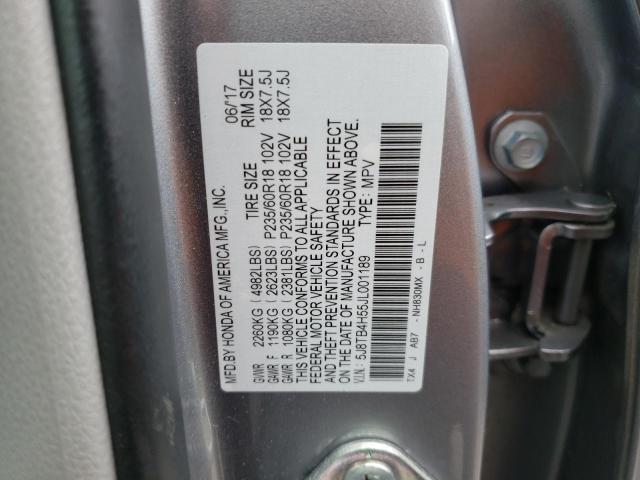 MFD.BY HONDA OF AMERICA MFG., INC. 06/'17
TIRE SIZE RIM SIZE
GVWR 2260KG (4982LBS)
GAWR F 1190KG (2623LBS) P235/60R18 102V 18X7.5J
GAWR R 1080KG (2381LBS) P235/60R18 102V 18X7.5J
THIS VEHICLE CONFORMS TO ALL APPLICABLE
FEDERAL MOTOR VEHICLE SAFETY
AND THEFT PREVENTION STANDARDS IN EFFECT
ON THE DATE OF MANUFACTURE SHOWN ABOVE.
V.I.N.: 5J8TB4H55JL001189 TYPE: MPV
TX4 J AB7 - NH830MX - B - L